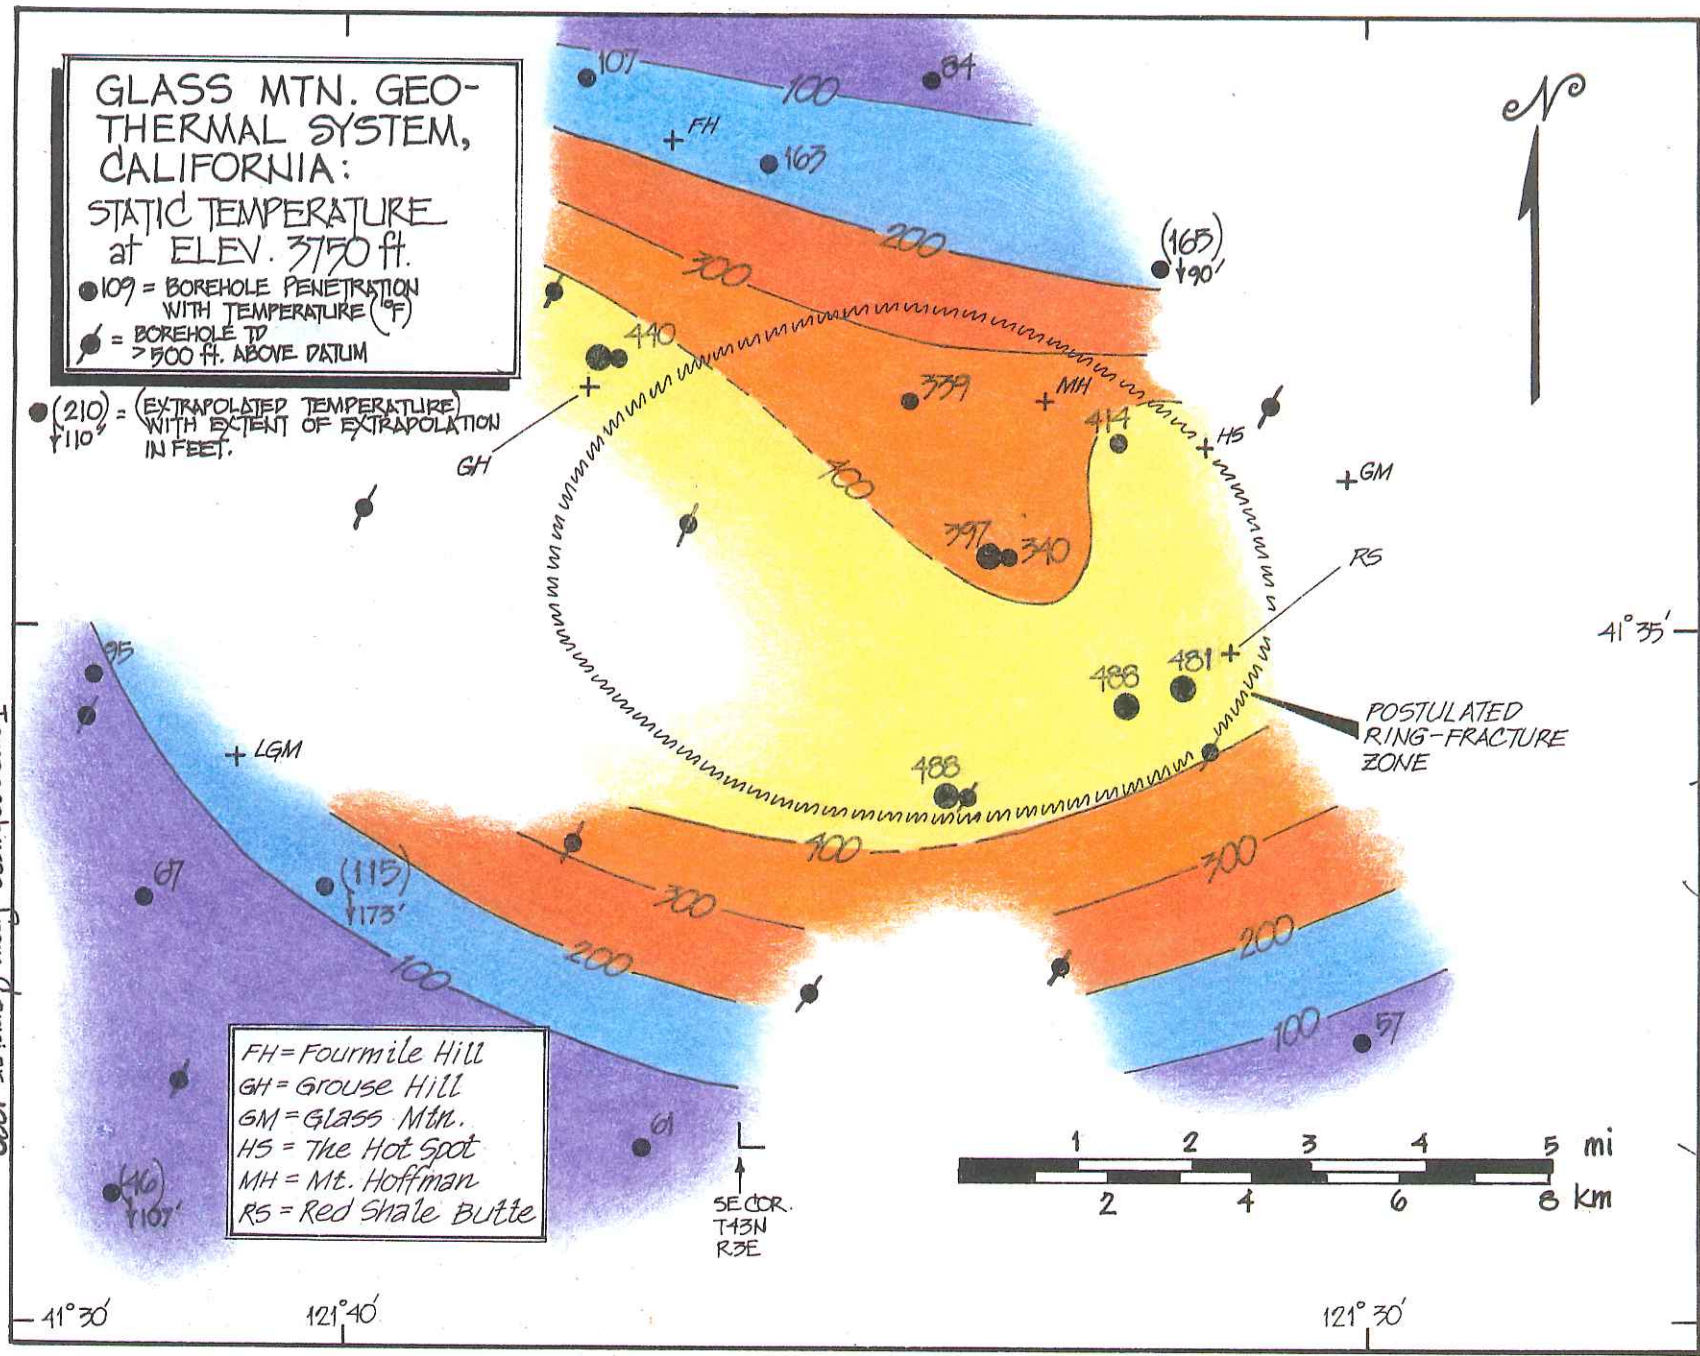 GLASS MTN. GEO-
THERMAL SYSTEM,
CALIFORNIA:
STATIC TEMPERATURE
at ELEV. 3750 ft.
109 = BOREHOLE PENETRATION
WITH TEMPERATURE (°F)
= BOREHOLE TD
>500 ft. ABOVE DATUM
(210) = (EXTRAPOLATED TEMPERATURE)
110' WITH EXTENT OF EXTRAPOLATION
IN FEET.
N
107
84
100
FH
163
200
(165)
90'
300
440
339
MH
414
HS
GM
GH
400
397
340
RS
41°35'
95
488
481
LGM
POSTULATED
RING-FRACTURE
ZONE
488
400
300
67
(115)
173'
300
200
200
100
100
57
61
(46)
107'
FH = Fourmile Hill
GH = Grouse Hill
GM = Glass Mtn.
HS = The Hot Spot
MH = Mt. Hoffman
RS = Red Shale Butte
SE COR.
T43N
R3E
1 2 3 4 5 mi
2 4 6 8 km
41°30'
121°40'
121°30'